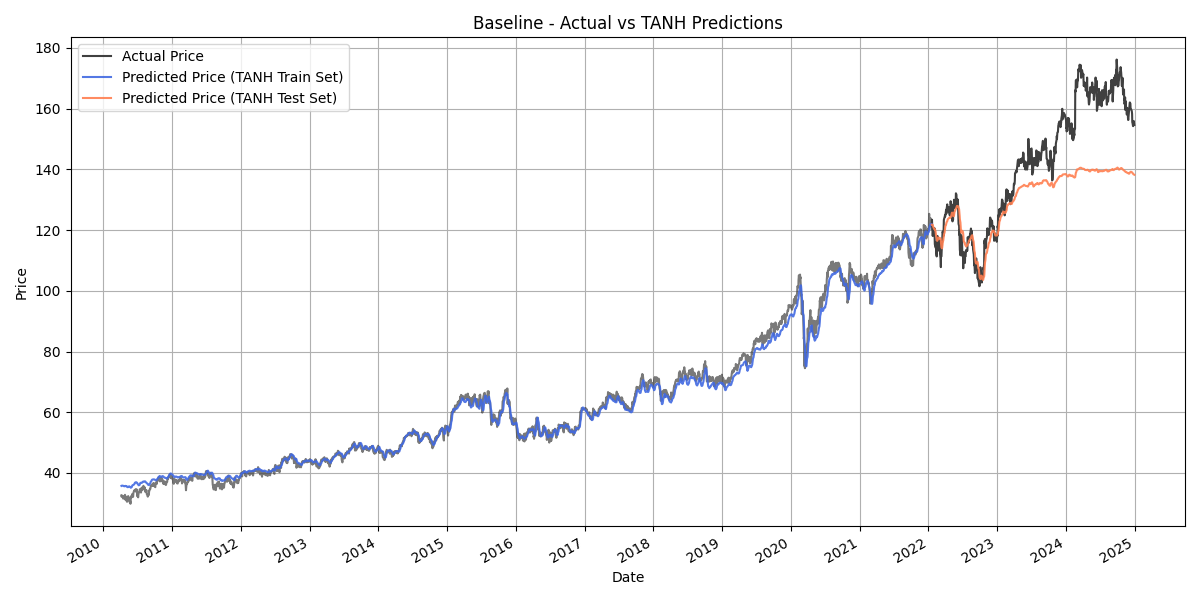 Baseline - Actual vs TANH Predictions
Actual Price
Predicted Price (TANH Train Set)
Predicted Price (TANH Test Set)
Price
180
160
140
120
100
80
60
40
2010 2011 2012 2013 2014 2015 2016 2017 2018 2019 2020 2021 2022 2023 2024 2025
Date